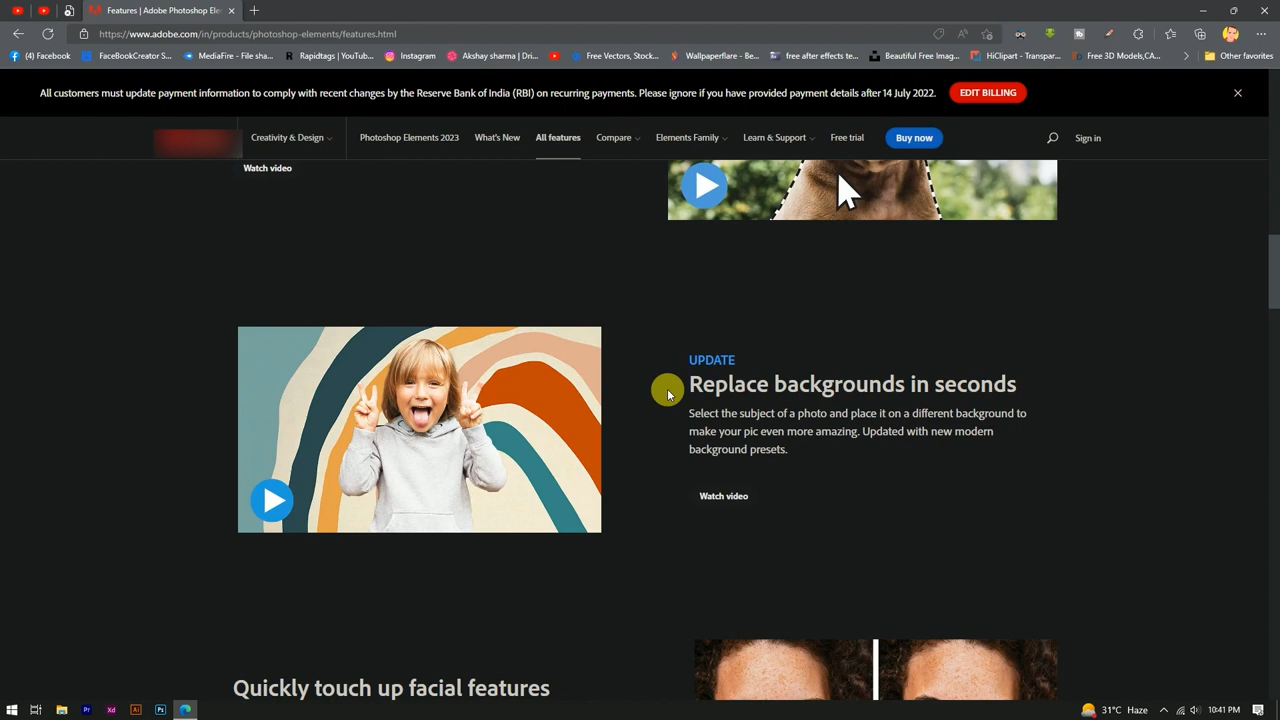 Features | Adobe Photoshop Ele
https://www.adobe.com/in/products/photoshop-elements/features.html
(4) Facebook
FaceBookCreator S...
MediaFire - File sha...
Rapidtags | YouTub...
Instagram
Akshay sharma | Dri...
Free Vectors, Stock...
Wallpaperflare - Be...
free after effects te...
Beautiful Free Imag...
HiClipart - Transpar...
Free 3D Models,CA...
Other favorites
All customers must update payment information to comply with recent changes by the Reserve Bank of India (RBI) on recurring payments. Please ignore if you have provided payment details after 14 July 2022.
EDIT BILLING
Creativity & Design
Photoshop Elements 2023
What's New
All features
Compare
Elements Family
Learn & Support
Free trial
Buy now
Sign in
Watch video
UPDATE
Replace backgrounds in seconds
Select the subject of a photo and place it on a different background to
make your pic even more amazing. Updated with new modern
background presets.
Watch video
Quickly touch up facial features
Pr
Xd
Ai
Ps
31°C Haze
10:41 PM